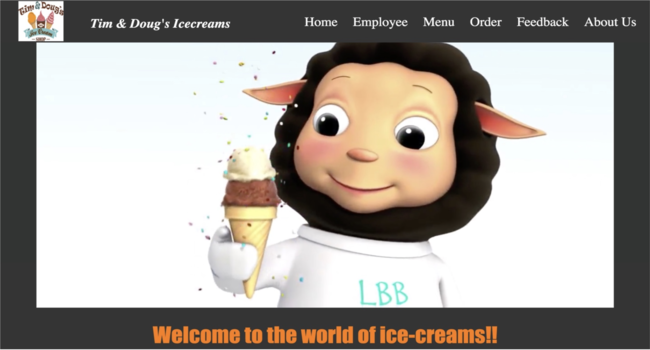 Tim & Doug's
Ice Cream
Tim & Doug's Icecreams
Home Employee Menu Order Feedback About Us
LBB
Welcome to the world of ice-creams!!